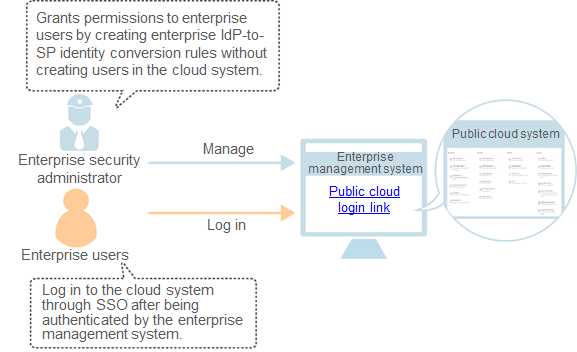 Grants permissions to enterprise
users by creating enterprise IdP-to-
SP identity conversion rules without
creating users in the cloud system.
Enterprise security
administrator
Manage
Enterprise
management system
Public cloud
login link
Public cloud system
Log in
Enterprise users
Log in to the cloud system
through SSO after being
authenticated by the enterprise
management system.